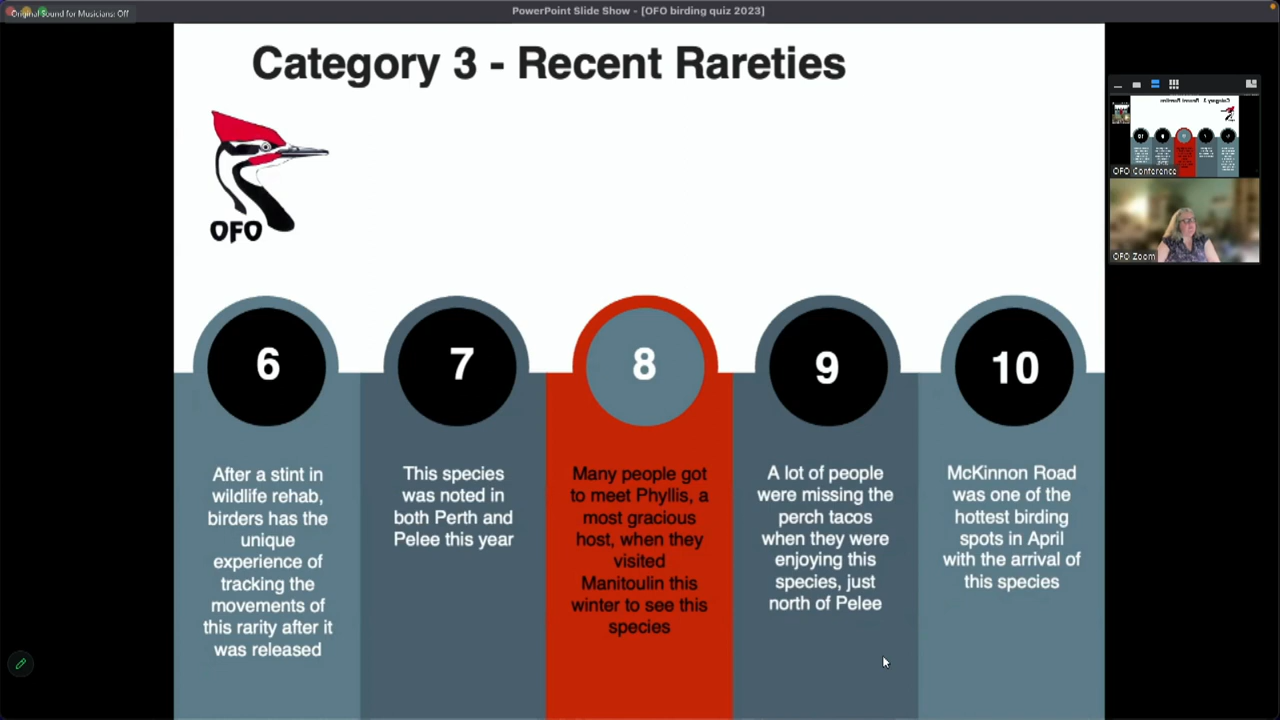 Original Sound for Musicians: Off
PowerPoint Slide Show - [OFO birding quiz 2023]
Category 3 - Recent Rareties
OFO
6
After a stint in
wildlife rehab,
birders has the
unique
experience of
tracking the
movements of
this rarity after it
was released
7
This species
was noted in
both Perth and
Pelee this year
8
Many people got
to meet Phyllis, a
most gracious
host, when they
visited
Manitoulin this
winter to see this
species
9
A lot of people
were missing the
perch tacos
when they were
enjoying this
species, just
north of Pelee
10
McKinnon Road
was one of the
hottest birding
spots in April
with the arrival of
this species
OFO Conference
OFO Zoom